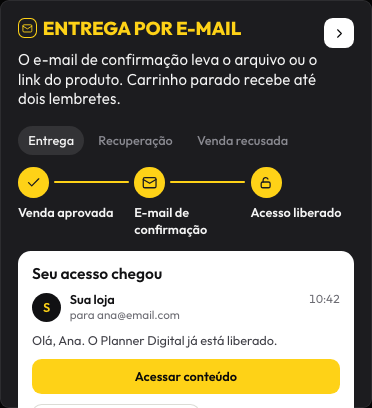 ENTREGA POR E-MAIL
O e-mail de confirmação leva o arquivo ou o
link do produto. Carrinho parado recebe até
dois lembretes.
Entrega Recuperação Venda recusada
Venda aprovada E-mail de confirmação Acesso liberado
Seu acesso chegou
S
Sua loja 10:42
para ana@email.com
Olá, Ana. O Planner Digital já está liberado.
Acessar conteúdo